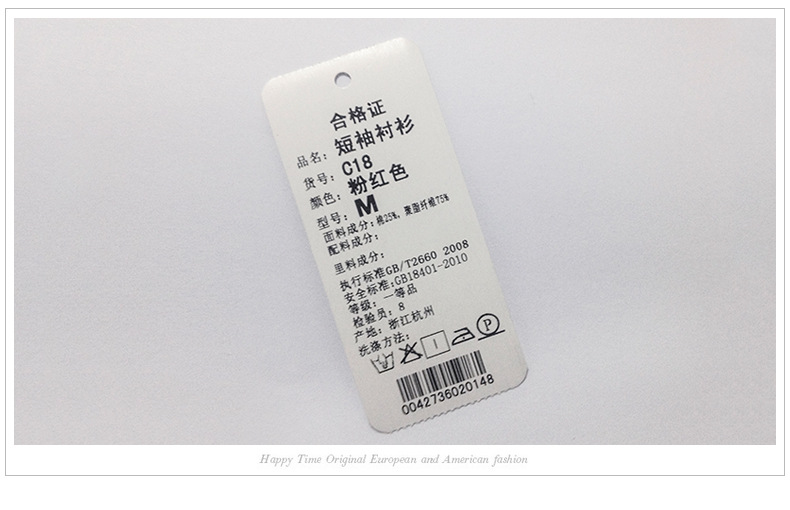 合格证
品名：短袖衬衫
货号：C18
颜色：粉红色
型号：M
面料成分：棉25%，聚脂纤维75%
配料成分：
里料成分：
执行标准GB/T2660 2008
安全标准：GB18401-2010
等级：一等品
检验员：8
产地：浙江杭州
洗涤方法：
P
0042736020148
Happy Time Original European and American fashion